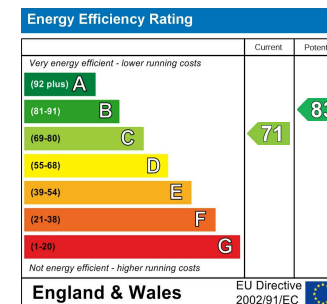 Energy Efficiency Rating
Current Poten
Very energy efficient - lower running costs
(92 plus) A
(81-91) B 83
(69-80) C 71
(55-68) D
(39-54) E
(21-38) F
(1-20) G
Not energy efficient - higher running costs
England & Wales
EU Directive
2002/91/EC